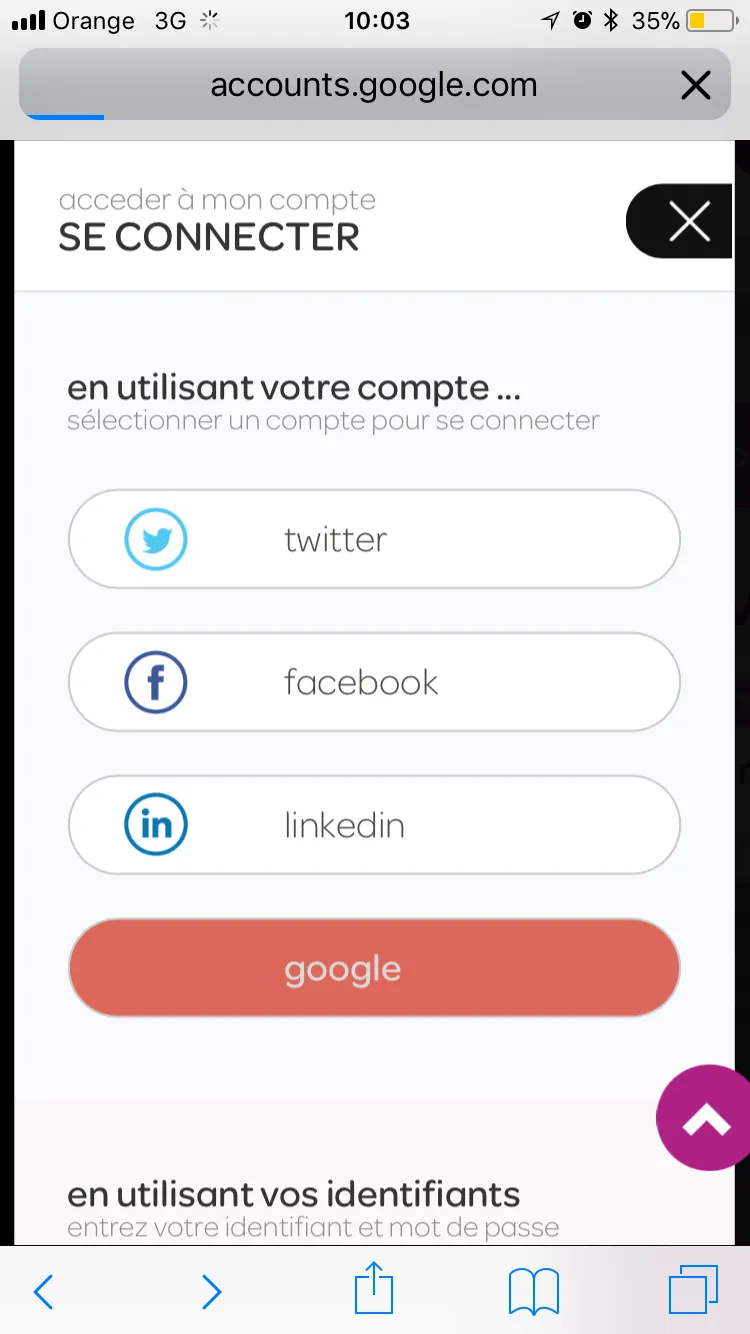 Orange 3G 10:03 35%
accounts.google.com
acceder à mon compte
SE CONNECTER
en utilisant votre compte ...
sélectionner un compte pour se connecter
twitter
facebook
in linkedin
google
en utilisant vos identifiants
entrez votre identifiant et mot de passe